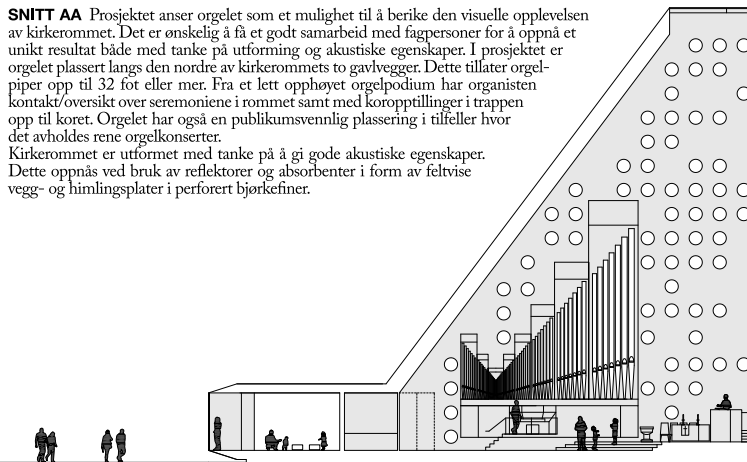 SNITT AA Prosjektet anser orgelet som et mulighet til å berike den visuelle opplevelsen
av kirkerommet. Det er ønskelig å få et godt samarbeid med fagpersoner for å oppnå et
unikt resultat både med tanke på utforming og akustiske egenskaper. I prosjektet er
orgelet plassert langs den nordre av kirkerommets to gavlvegger. Dette tillater orgel-
piper opp til 32 fot eller mer. Fra et lett opphøyet orgelpodium har organisten
kontakt/oversikt over seremoniene i rommet samt med koropptillinger i trappen
opp til koret. Orgelet har også en publikumsvennlig plassering i tilfeller hvor
det avholdes rene orgelkonserter.
Kirkerommet er utformet med tanke på å gi gode akustiske egenskaper.
Dette oppnås ved bruk av reflektorer og absorbenter i form av feltvise
vegg- og himlingsplater i perforert bjørkefiner.